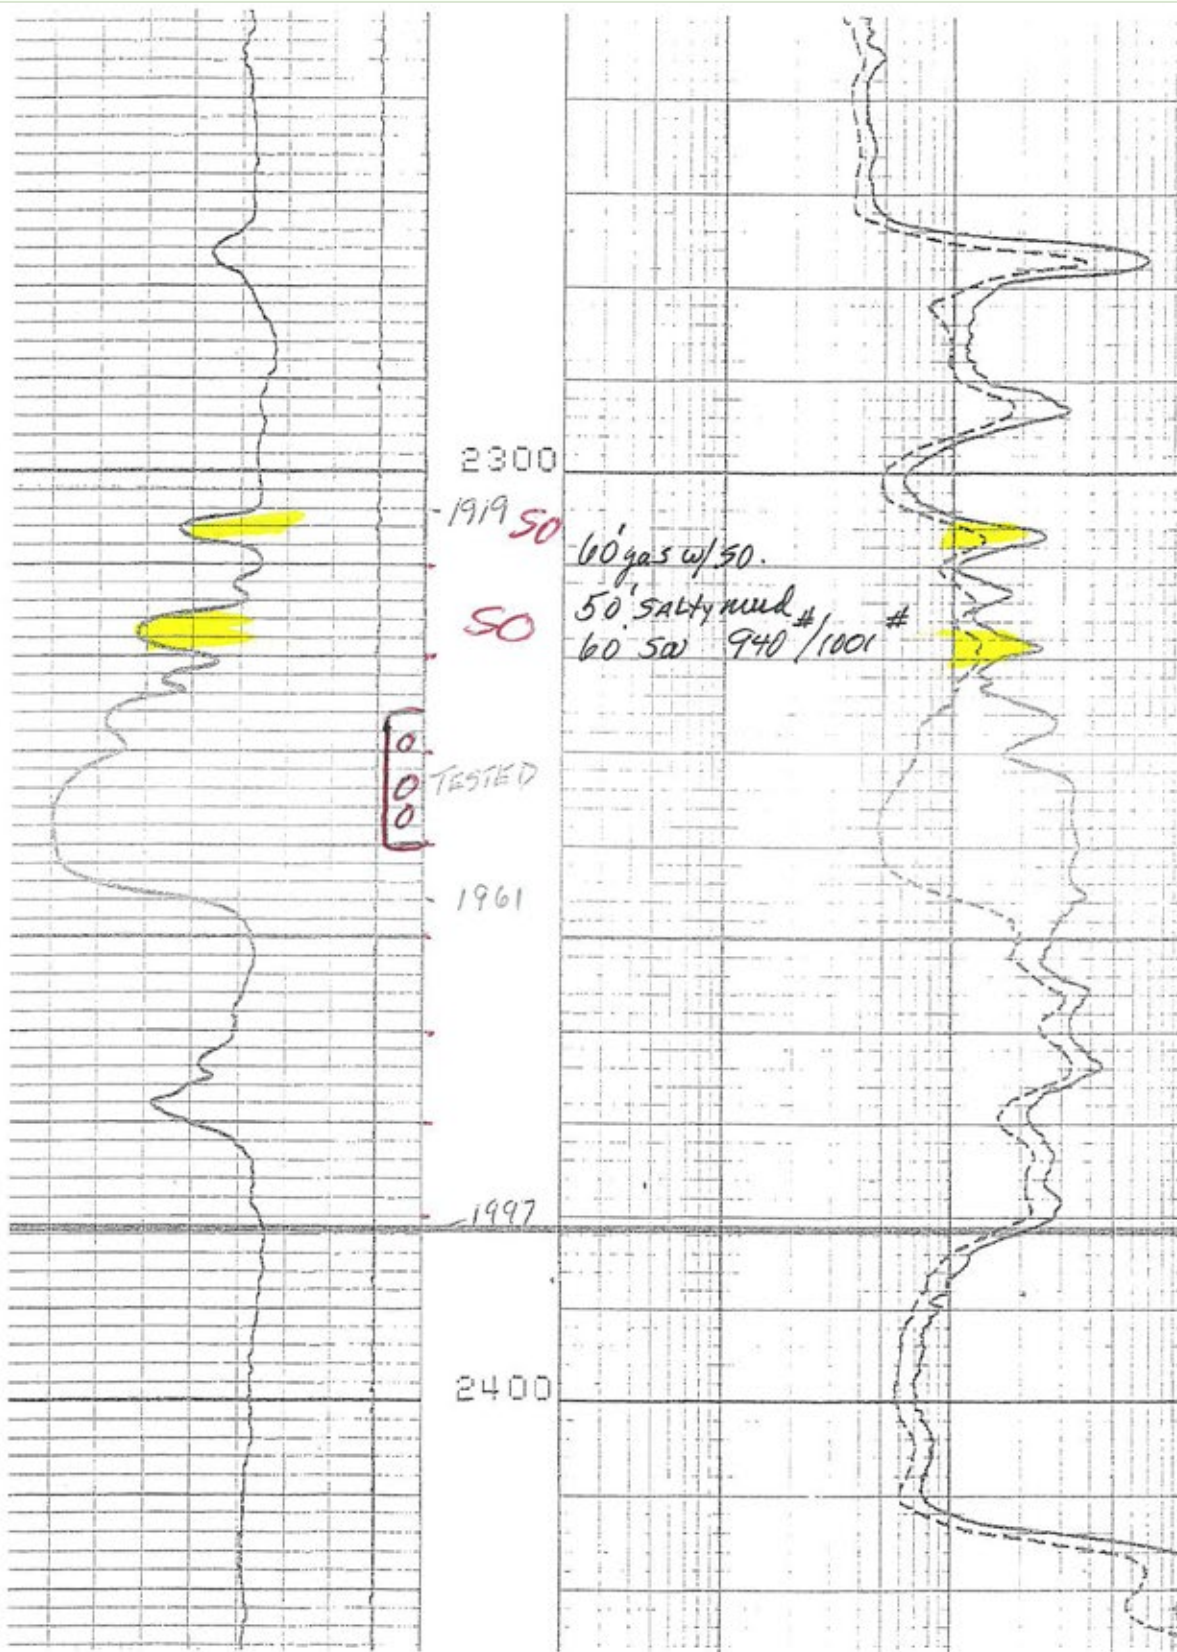 2300
1919 SO
60' gas w/ SO.
50' SALTY mud
SO
60' SW 940#/1001#
O
TESTED
O
O
1961
1997
2400